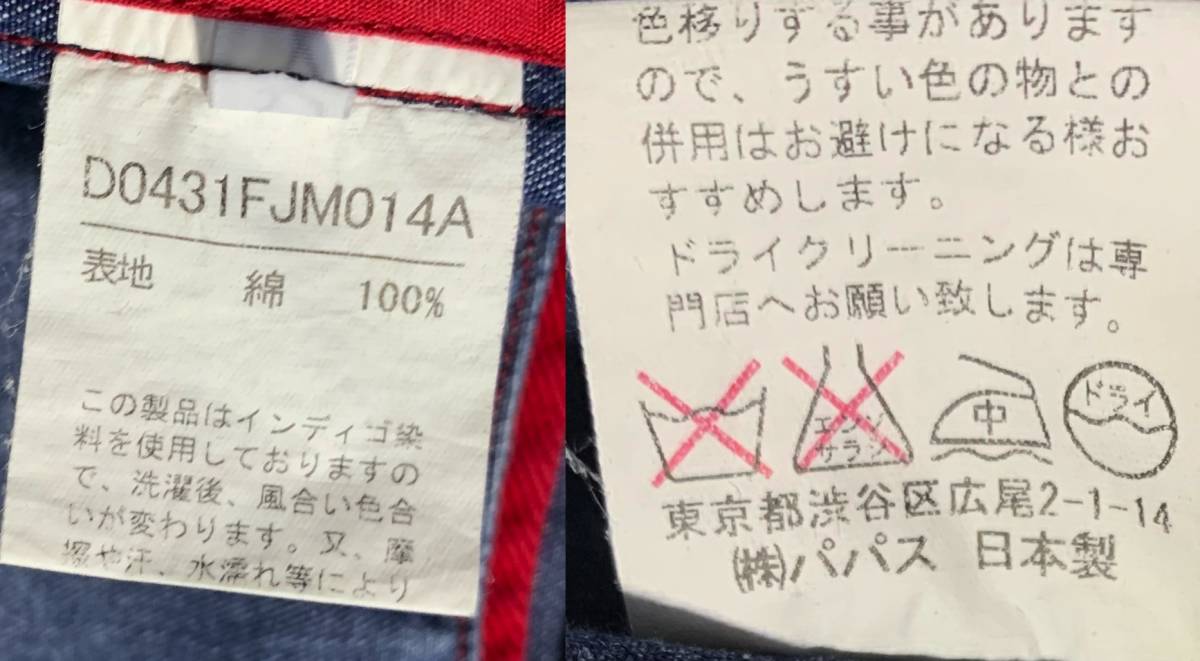 D0431FJM014A
表地 綿 100%
この製品はインディゴ染
料を使用しておりますの
で、洗濯後、風合い色合
いが変わります。又、摩
擦や汗、水濡れ等により
色移りする事があります
ので、うすい色の物との
併用はお避けになる様お
すすめします。
ドライクリーニングは専
門店へお願い致します。
エンソ
サラシ
中
ドライ
東京都渋谷区広尾2-1-14
㈱パパス 日本製